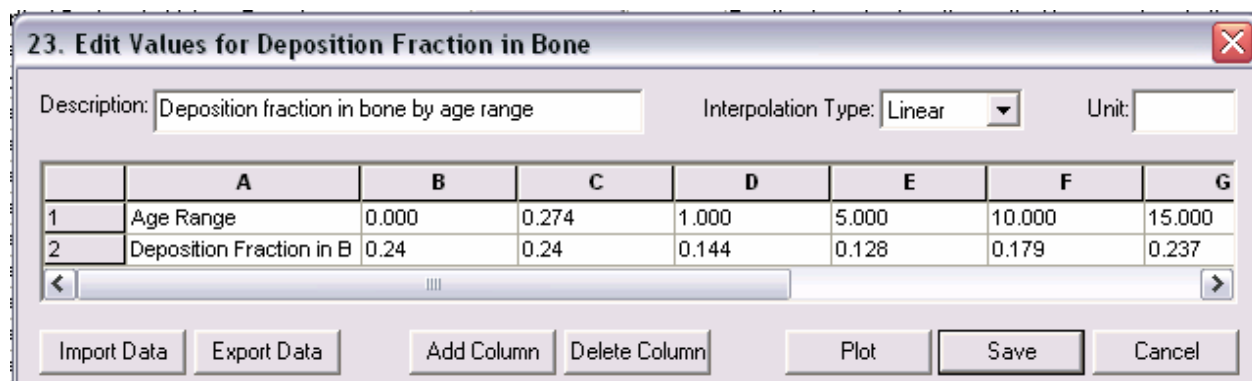 23. Edit Values for Deposition Fraction in Bone
Description: Deposition fraction in bone by age range Interpolation Type: Linear Unit:
A B C D E F G
1 Age Range 0.000 0.274 1.000 5.000 10.000 15.000
2 Deposition Fraction in B 0.24 0.24 0.144 0.128 0.179 0.237
Import Data Export Data Add Column Delete Column Plot Save Cancel